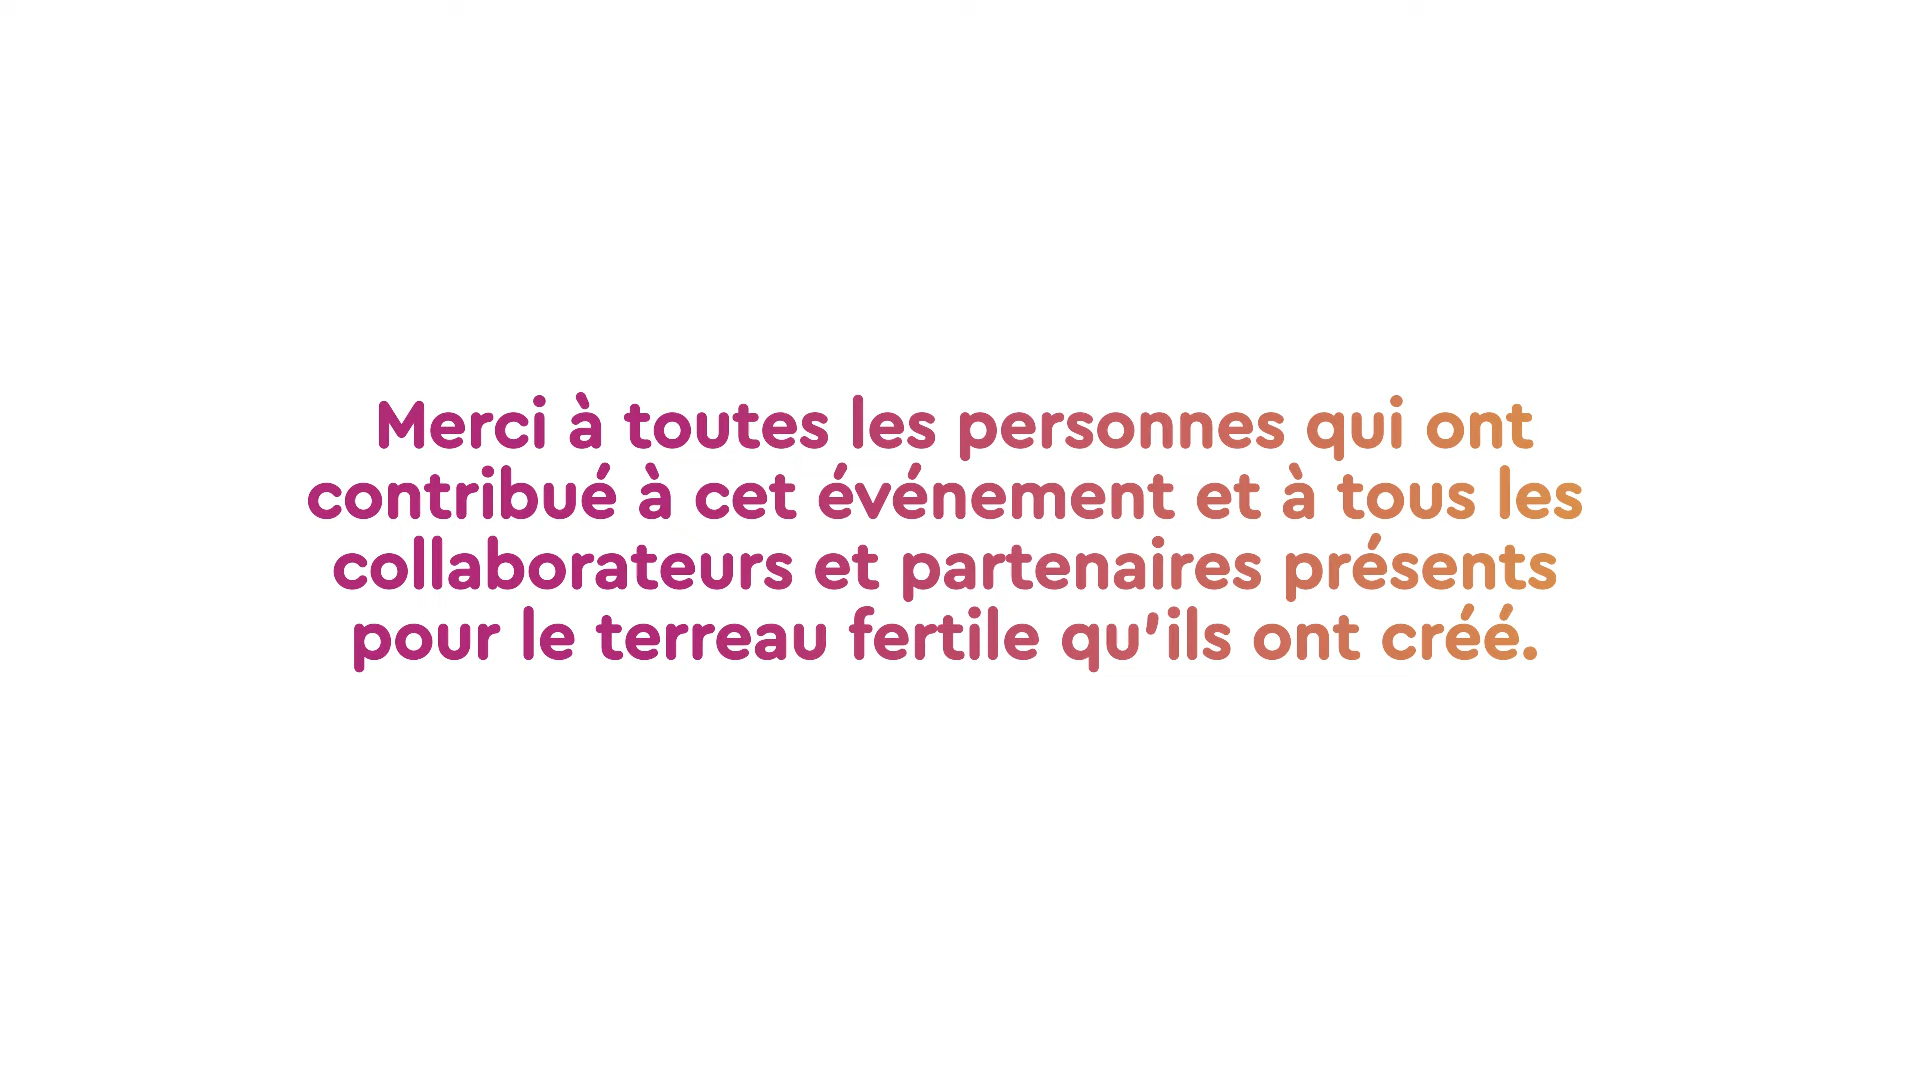 Merci à toutes les personnes qui ont
contribué à cet événement et à tous les
collaborateurs et partenaires présents
pour le terreau fertile qu'ils ont créé.